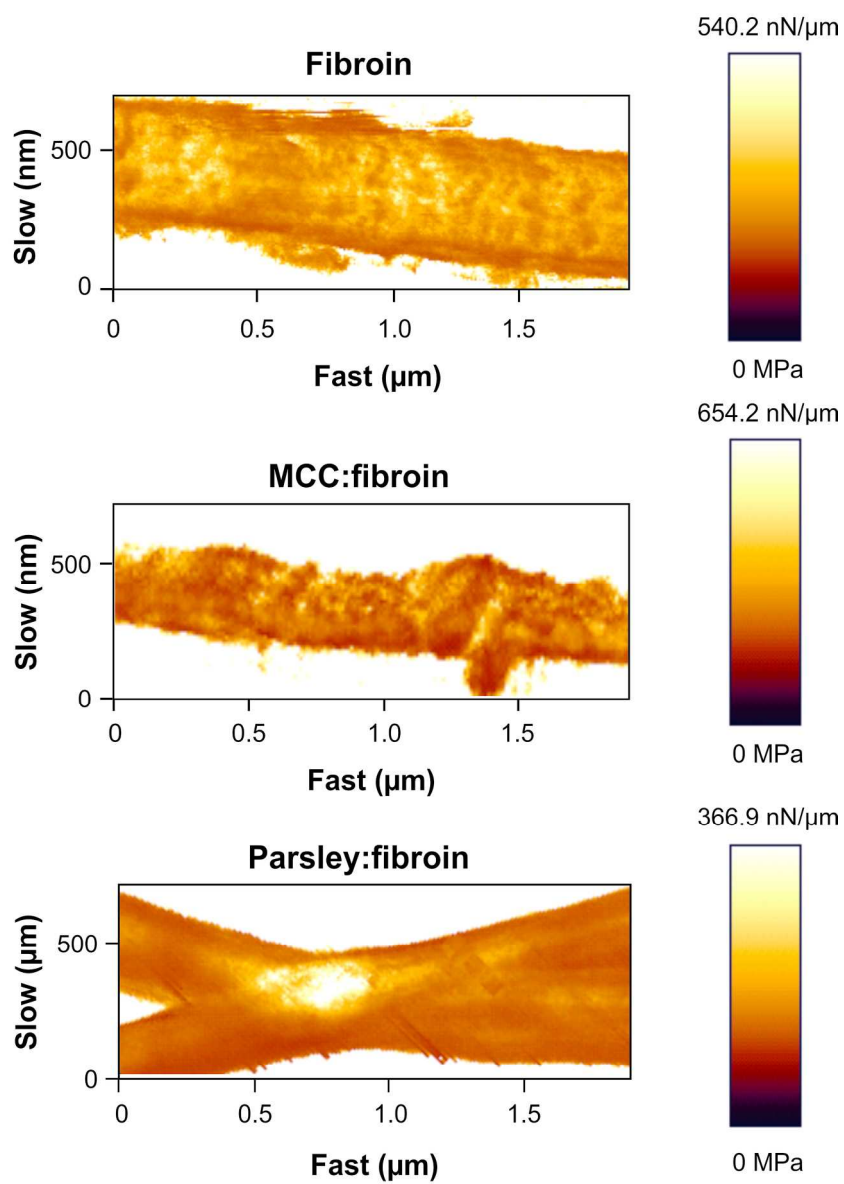 540.2 nN/µm
Fibroin
Slow (nm)
500
0
0 0.5 1.0 1.5
Fast (µm)
0 MPa
654.2 nN/µm
MCC:fibroin
Slow (nm)
500
0
0 0.5 1.0 1.5
Fast (µm)
0 MPa
366.9 nN/µm
Parsley:fibroin
Slow (µm)
500
0
0 0.5 1.0 1.5
Fast (µm)
0 MPa